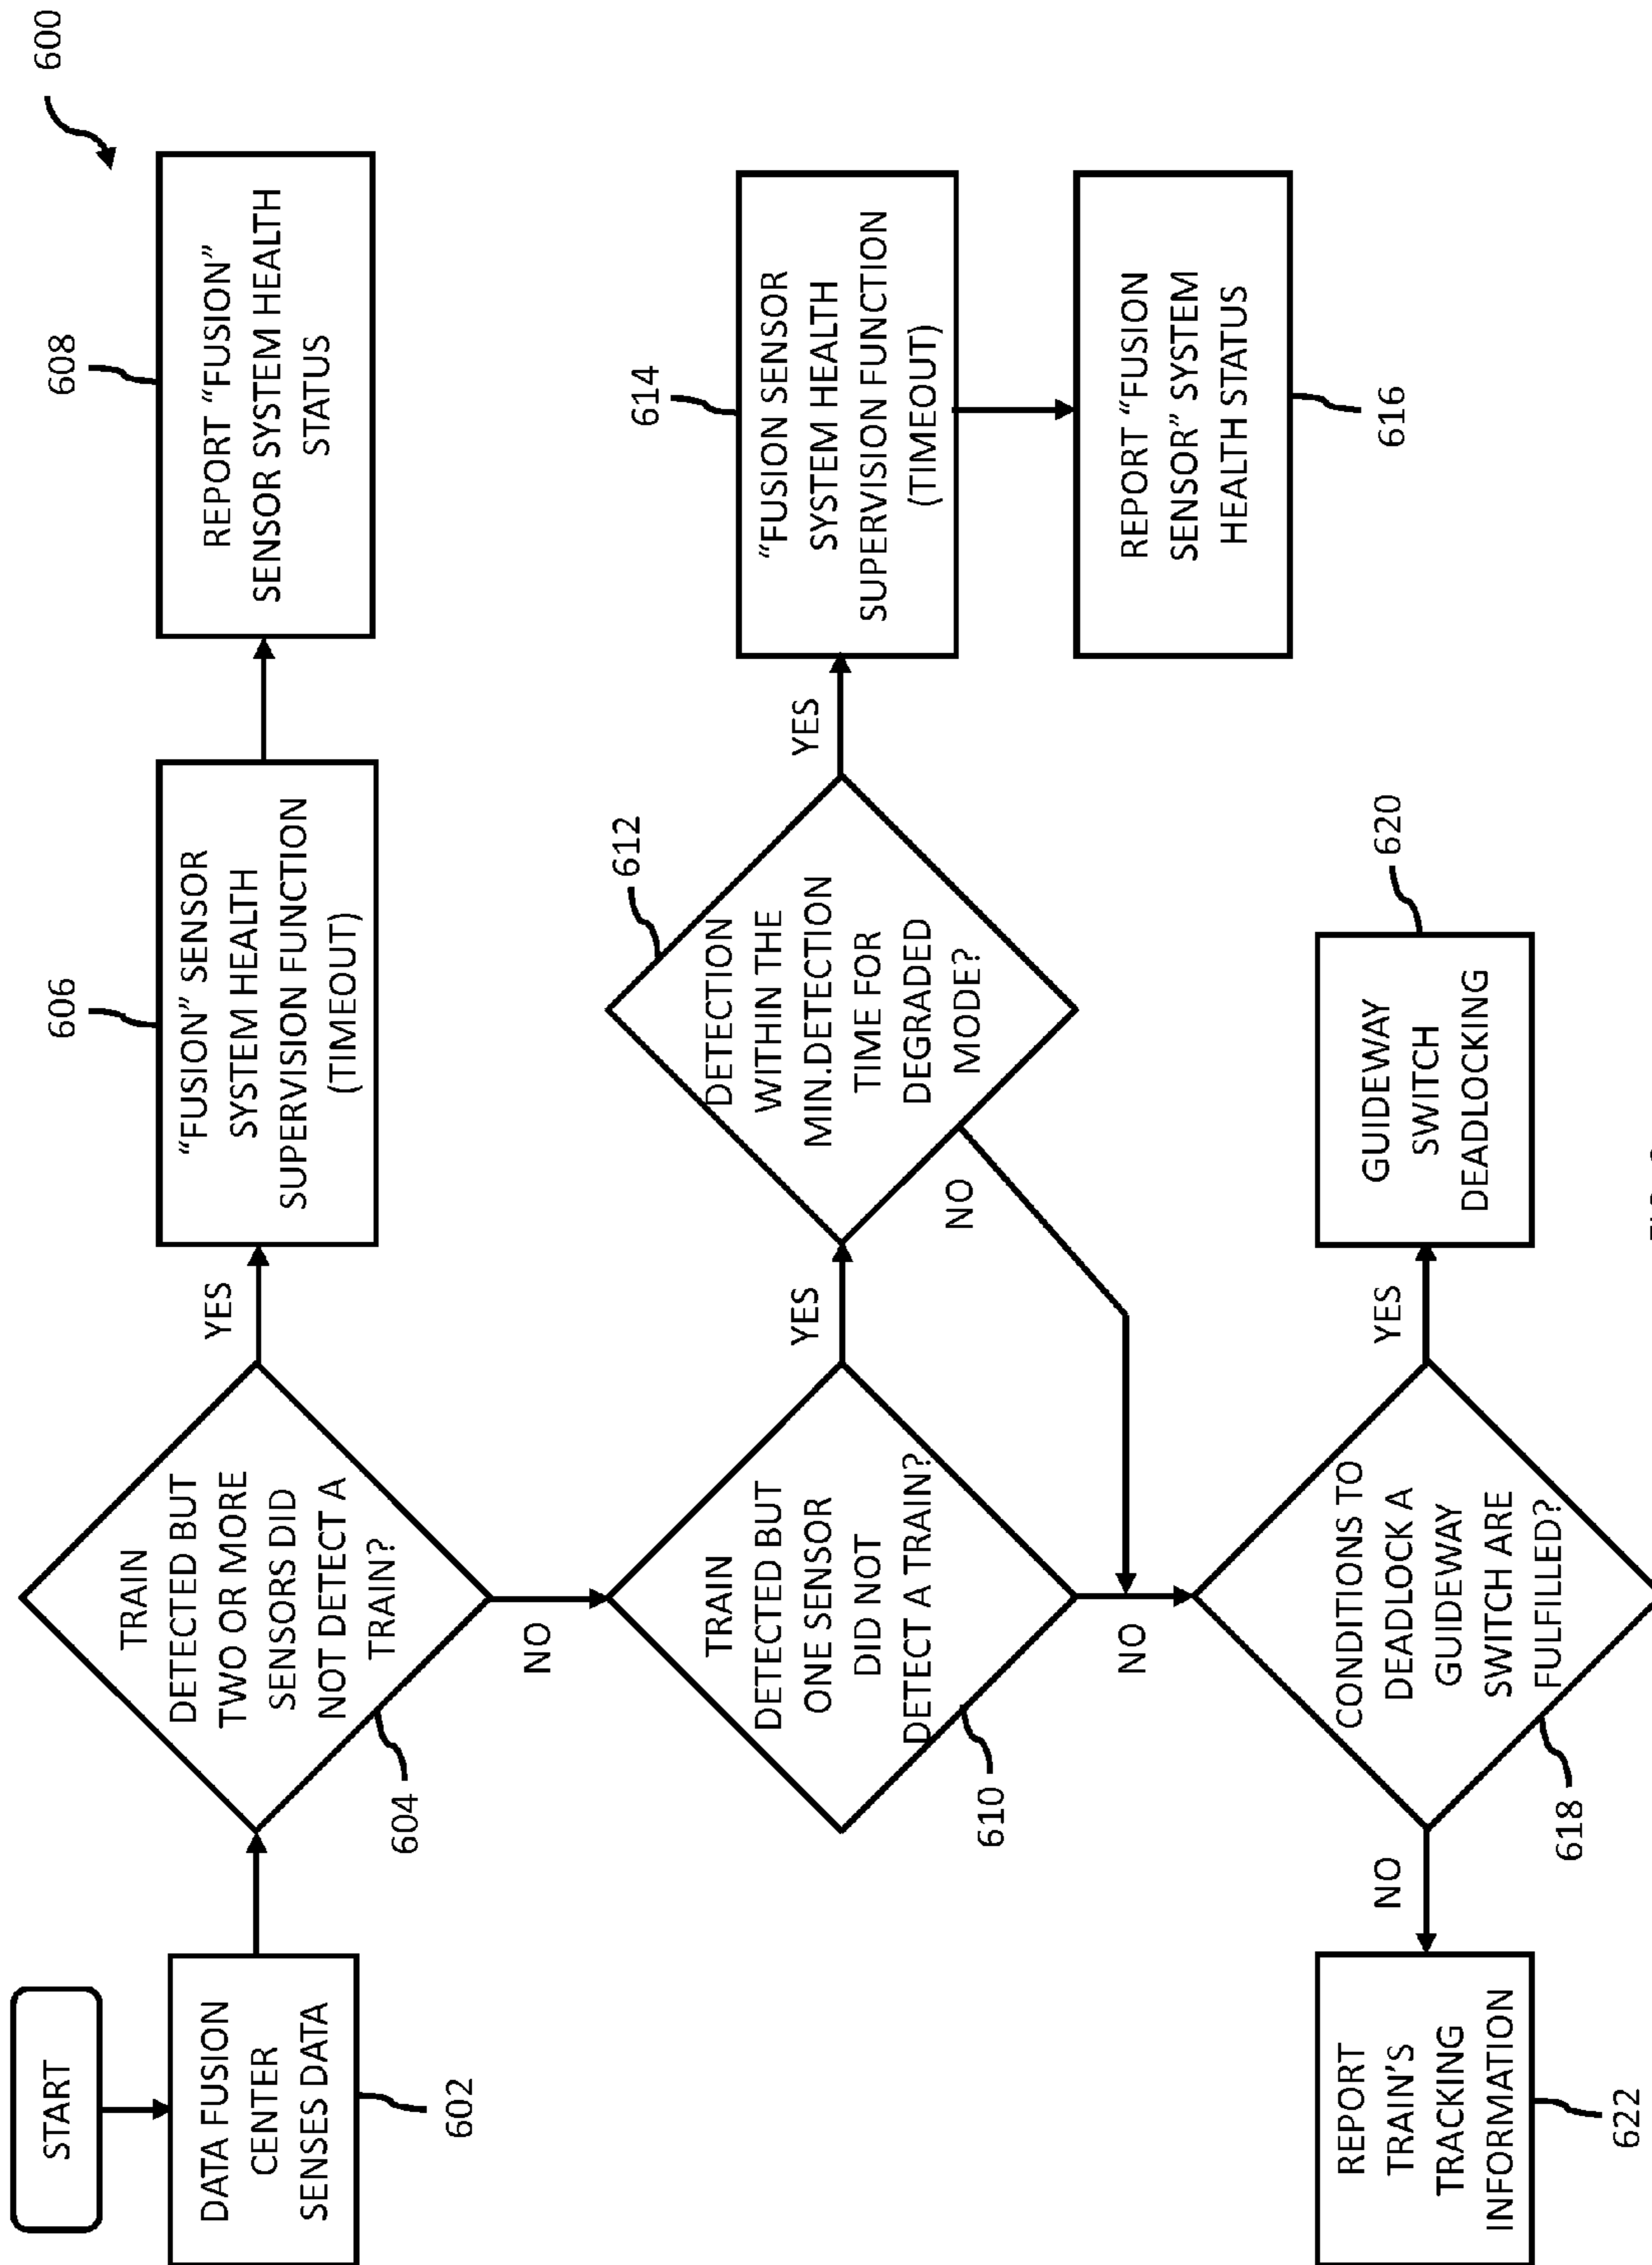 600
START
DATA FUSION
CENTER
SENSES DATA
602
TRAIN
DETECTED BUT
TWO OR MORE
SENSORS DID
NOT DETECT A
TRAIN?
604
YES
"FUSION" SENSOR
SYSTEM HEALTH
SUPERVISION FUNCTION
(TIMEOUT)
606
REPORT "FUSION"
SENSOR SYSTEM HEALTH
STATUS
608
NO
TRAIN
DETECTED BUT
ONE SENSOR
DID NOT
DETECT A TRAIN?
610
YES
DETECTION
WITHIN THE
MIN.DETECTION
TIME FOR
DEGRADED
MODE?
612
YES
"FUSION SENSOR
SYSTEM HEALTH
SUPERVISION FUNCTION
(TIMEOUT)
614
REPORT "FUSION
SENSOR" SYSTEM
HEALTH STATUS
616
NO
NO
CONDITIONS TO
DEADLOCK A
GUIDEWAY
SWITCH ARE
FULFILLED?
618
YES
GUIDEWAY
SWITCH
DEADLOCKING
620
NO
REPORT
TRAIN'S
TRACKING
INFORMATION
622